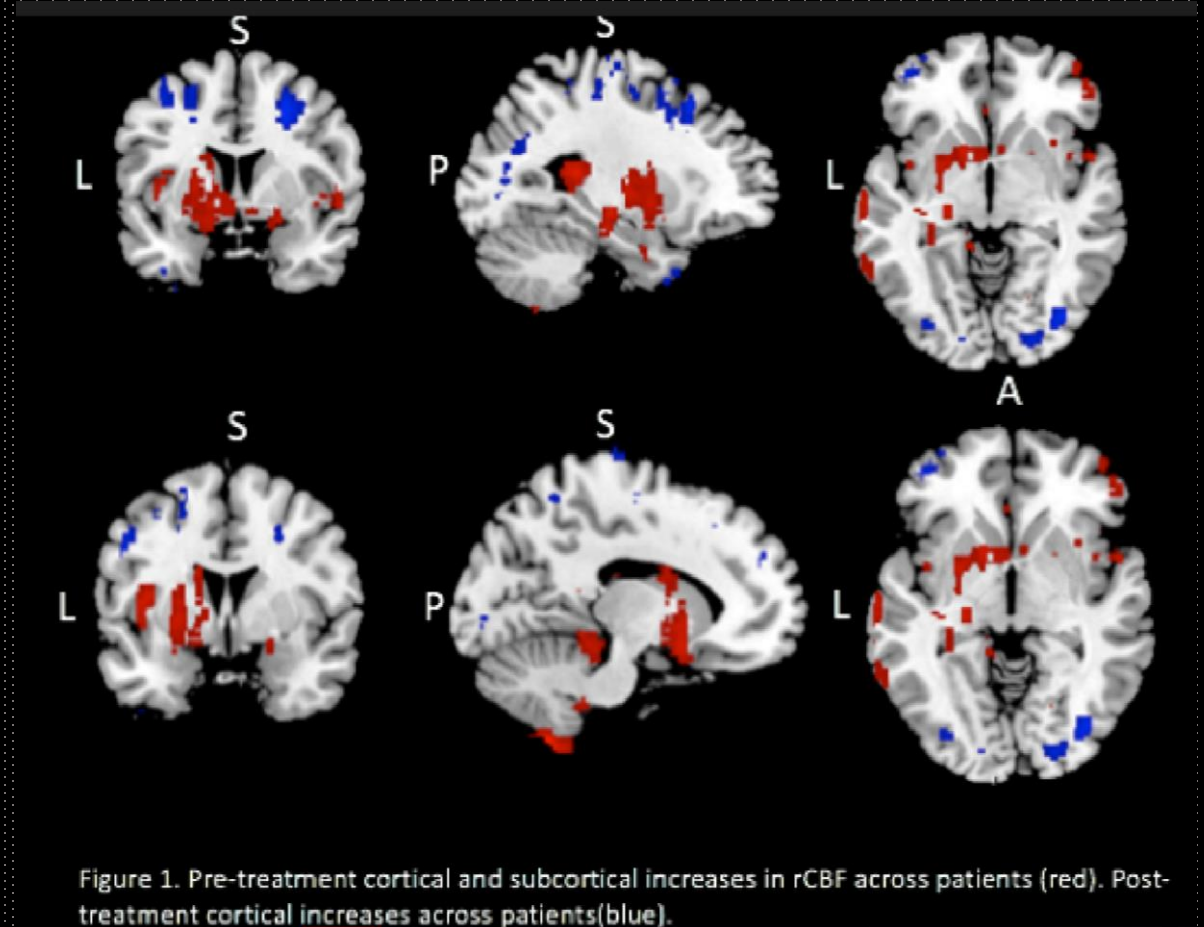 S
S
L
P
L
A
S
S
L
P
L
Figure 1. Pre-treatment cortical and subcortical increases in rCBF across patients (red). Post-
treatment cortical increases across patients(blue).